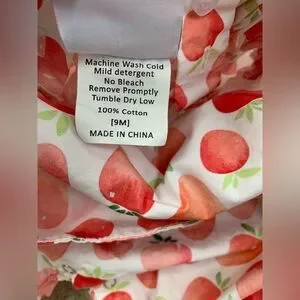 Machine Wash Cold
Mild detergent
No Bleach
Remove Promptly
Tumble Dry Low
100% Cotton
[9M]
MADE IN CHINA